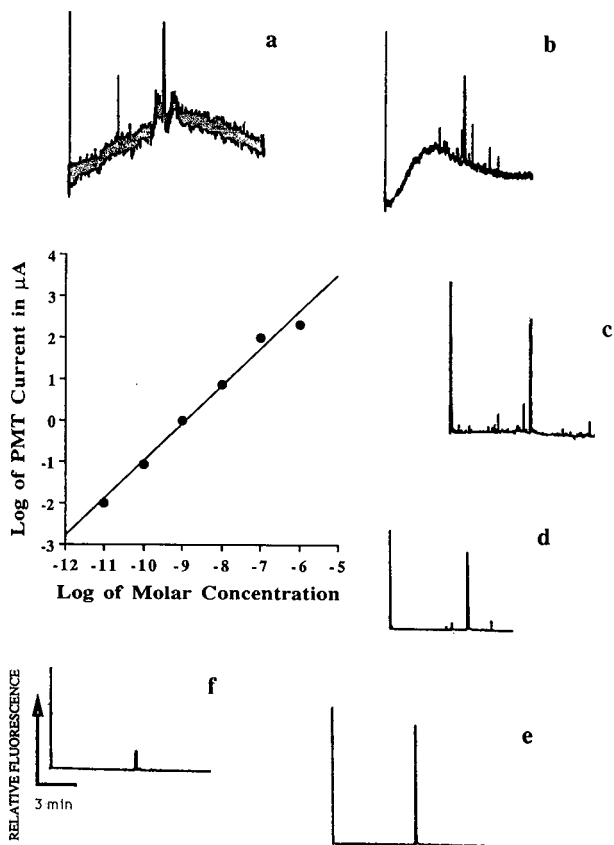 a
b
4
3
2
1
0
-1
-2
-3
Log of PMT Current in μA
-12 -11 -10 -9 -8 -7 -6 -5
Log of Molar Concentration
c
d
f
RELATIVE FLUORESCENCE
3 min
e